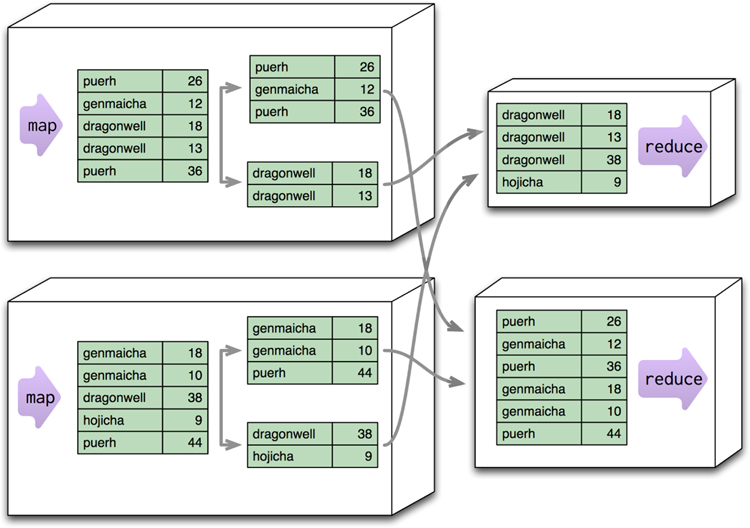 map
puerh 26
genmaicha 12
dragonwell 18
dragonwell 13
puerh 36
puerh 26
genmaicha 12
puerh 36
dragonwell 18
dragonwell 13
dragonwell 18
dragonwell 13
dragonwell 38
hojicha 9
reduce
map
genmaicha 18
genmaicha 10
dragonwell 38
hojicha 9
puerh 44
genmaicha 18
genmaicha 10
puerh 44
dragonwell 38
hojicha 9
puerh 26
genmaicha 12
puerh 36
genmaicha 18
genmaicha 10
puerh 44
reduce